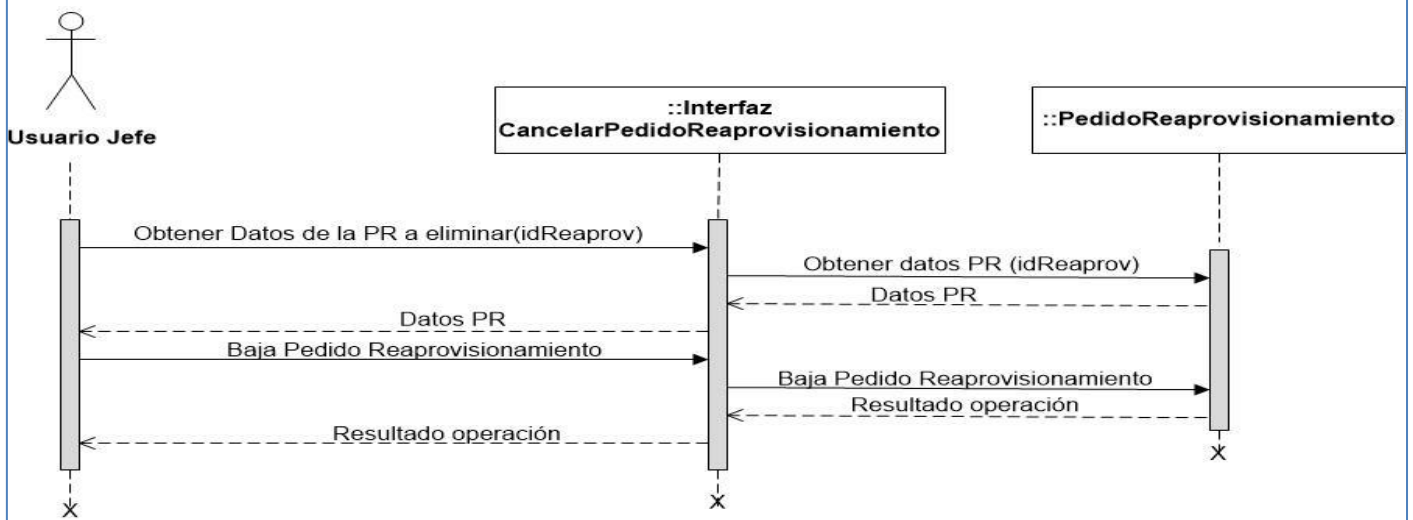 ::Interfaz
CancelarPedidoReaprovisionamiento
::PedidoReaprovisionamiento
Usuario Jefe
Obtener Datos de la PR a eliminar(idReaprov)
Obtener datos PR (idReaprov)
Datos PR
Datos PR
Baja Pedido Reaprovisionamiento
Baja Pedido Reaprovisionamiento
Resultado operación
Resultado operación
X
X
X